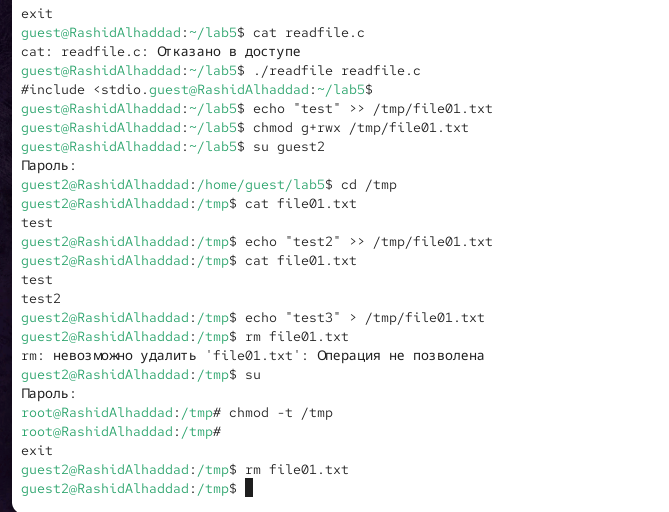 exit
guest@RashidAlhaddad:~/lab5$ cat readfile.c
cat: readfile.c: Отказано в доступе
guest@RashidAlhaddad:~/lab5$ ./readfile readfile.c
#include <stdio.guest@RashidAlhaddad:~/lab5$
guest@RashidAlhaddad:~/lab5$ echo "test" >> /tmp/file01.txt
guest@RashidAlhaddad:~/lab5$ chmod g+rwx /tmp/file01.txt
guest@RashidAlhaddad:~/lab5$ su guest2
Пароль:
guest2@RashidAlhaddad:/home/guest/lab5$ cd /tmp
guest2@RashidAlhaddad:/tmp$ cat file01.txt
test
guest2@RashidAlhaddad:/tmp$ echo "test2" >> /tmp/file01.txt
guest2@RashidAlhaddad:/tmp$ cat file01.txt
test
test2
guest2@RashidAlhaddad:/tmp$ echo "test3" > /tmp/file01.txt
guest2@RashidAlhaddad:/tmp$ rm file01.txt
rm: невозможно удалить 'file01.txt': Операция не позволена
guest2@RashidAlhaddad:/tmp$ su
Пароль:
root@RashidAlhaddad:/tmp# chmod -t /tmp
root@RashidAlhaddad:/tmp#
exit
guest2@RashidAlhaddad:/tmp$ rm file01.txt
guest2@RashidAlhaddad:/tmp$